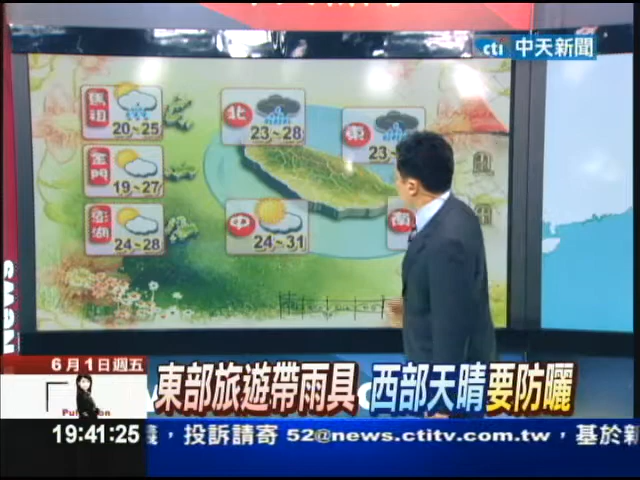 cti 中天新聞
馬祖
20~25
北
23~28
東
23~
金門
19~27
澎湖
24~28
中
24~31
南
News
6月1日週五
東部旅遊帶雨具 西部天晴要防曬
19:41:25
，投訴請寄 52@news.ctitv.com.tw，基於新